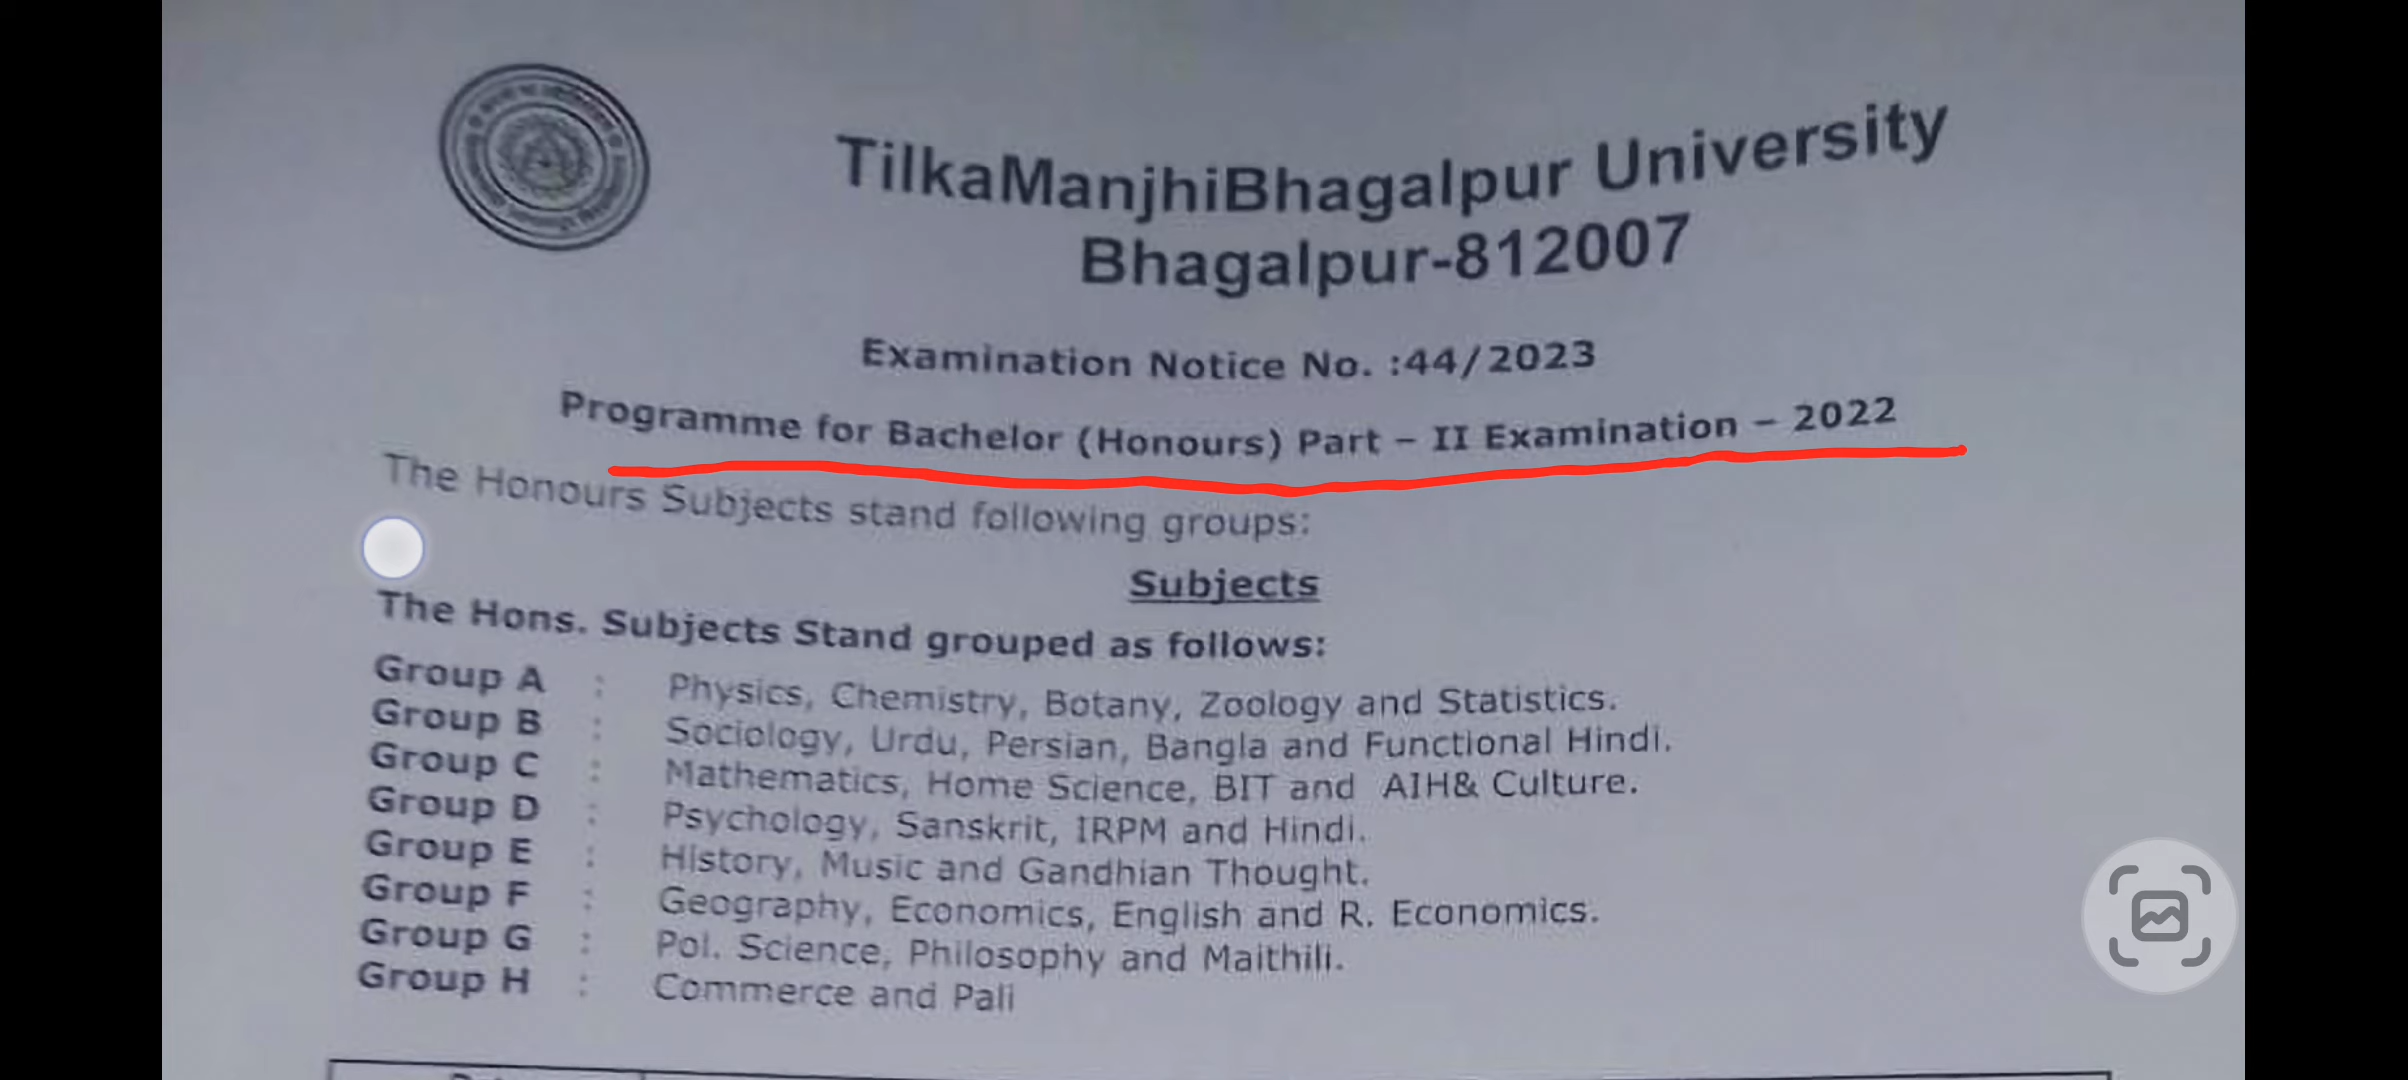 TilkaManjhiBhagalpur University
Bhagalpur-812007
Examination Notice No. :44/2023
Programme for Bachelor (Honours) Part – II Examination – 2022
The Honours Subjects stand following groups:
Subjects
The Hons. Subjects Stand grouped as follows:
Group A : Physics, Chemistry, Botany, Zoology and Statistics.
Group B : Sociology, Urdu, Persian, Bangla and Functional Hindi.
Group C : Mathematics, Home Science, BIT and AIH& Culture.
Group D : Psychology, Sanskrit, IRPM and Hindi.
Group E : History, Music and Gandhian Thought.
Group F : Geography, Economics, English and R. Economics.
Group G : Pol. Science, Philosophy and Maithili.
Group H : Commerce and Pali